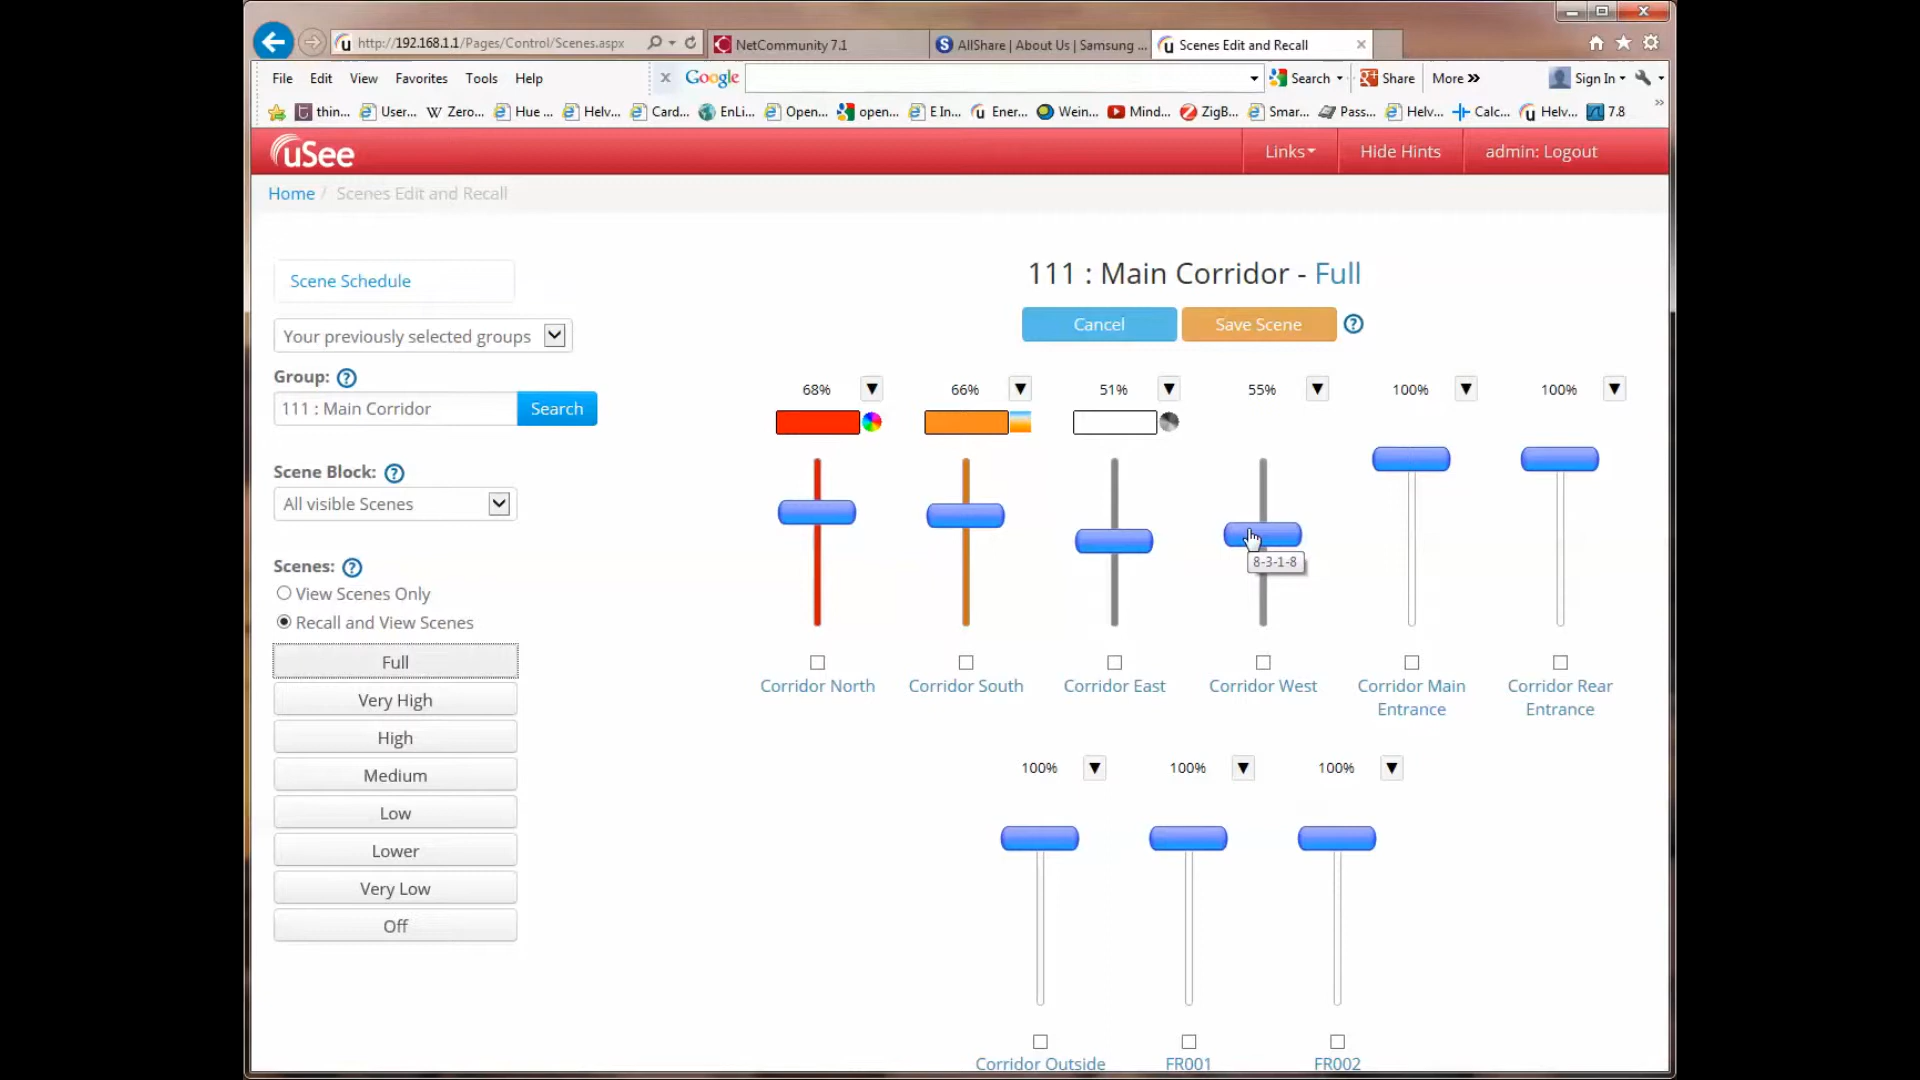 http://192.168.1.1/Pages/Control/Scenes.aspx
NetCommunity 7.1
AllShare | About Us | Samsung ...
Scenes Edit and Recall
File Edit View Favorites Tools Help
x Google
Search
Share
More »
Sign In
thin... User... Zero... Hue ... Helv... Card... EnLi... Open... open... E In... Ener... Wein... Mind... ZigB... Smar... Pass... Helv... Calc... Helv... 7.8
uSee
Links
Hide Hints
admin: Logout
Home / Scenes Edit and Recall
Scene Schedule
Your previously selected groups
Group: ?
111 : Main Corridor
Search
Scene Block: ?
All visible Scenes
Scenes: ?
View Scenes Only
Recall and View Scenes
Full
Very High
High
Medium
Low
Lower
Very Low
Off
111 : Main Corridor - Full
Cancel
Save Scene
?
68% 66% 51% 55% 100% 100%
8-3-1-8
Corridor North
Corridor South
Corridor East
Corridor West
Corridor Main
Entrance
Corridor Rear
Entrance
100% 100% 100%
Corridor Outside
FR001
FR002